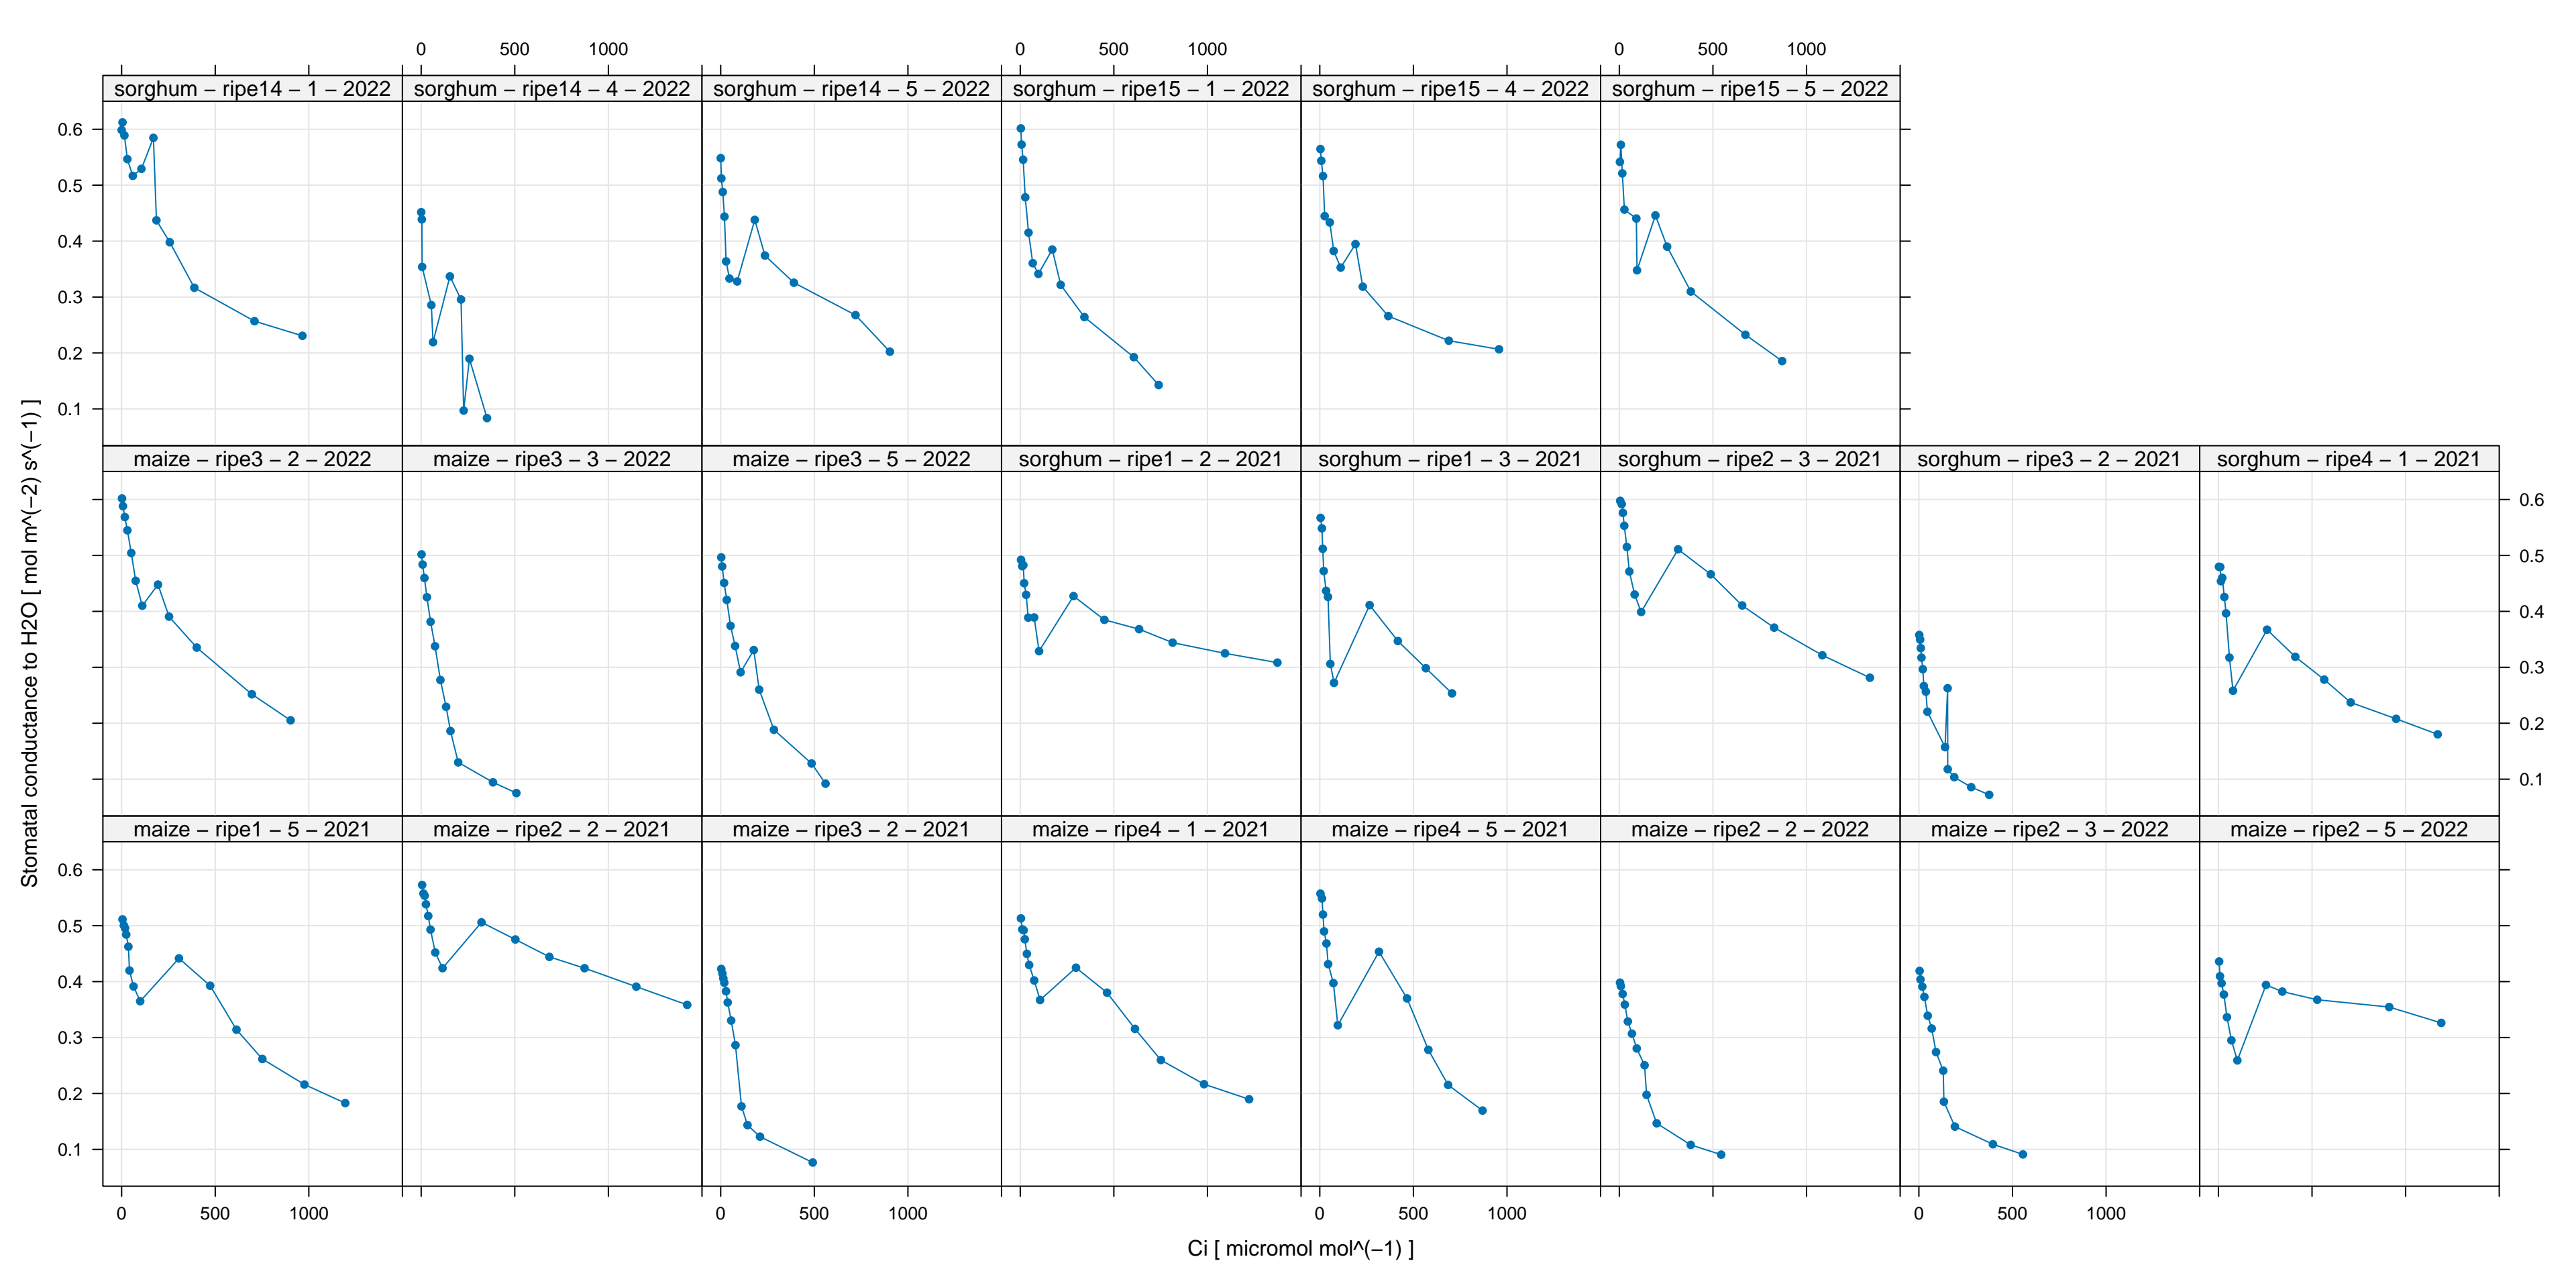 0 500 1000 0 500 1000 0 500 1000
sorghum − ripe14 − 1 − 2022 sorghum − ripe14 − 4 − 2022 sorghum − ripe14 − 5 − 2022 sorghum − ripe15 − 1 − 2022 sorghum − ripe15 − 4 − 2022 sorghum − ripe15 − 5 − 2022
0.6
0.5
0.4
0.3
0.2
0.1
Stomatal conductance to H2O [ mol m^(−2) s^(−1) ]
maize − ripe3 − 2 − 2022 maize − ripe3 − 3 − 2022 maize − ripe3 − 5 − 2022 sorghum − ripe1 − 2 − 2021 sorghum − ripe1 − 3 − 2021 sorghum − ripe2 − 3 − 2021 sorghum − ripe3 − 2 − 2021 sorghum − ripe4 − 1 − 2021
0.6
0.5
0.4
0.3
0.2
0.1
maize − ripe1 − 5 − 2021 maize − ripe2 − 2 − 2021 maize − ripe3 − 2 − 2021 maize − ripe4 − 1 − 2021 maize − ripe4 − 5 − 2021 maize − ripe2 − 2 − 2022 maize − ripe2 − 3 − 2022 maize − ripe2 − 5 − 2022
0.6
0.5
0.4
0.3
0.2
0.1
0 500 1000 0 500 1000 0 500 1000 0 500 1000
Ci [ micromol mol^(−1) ]